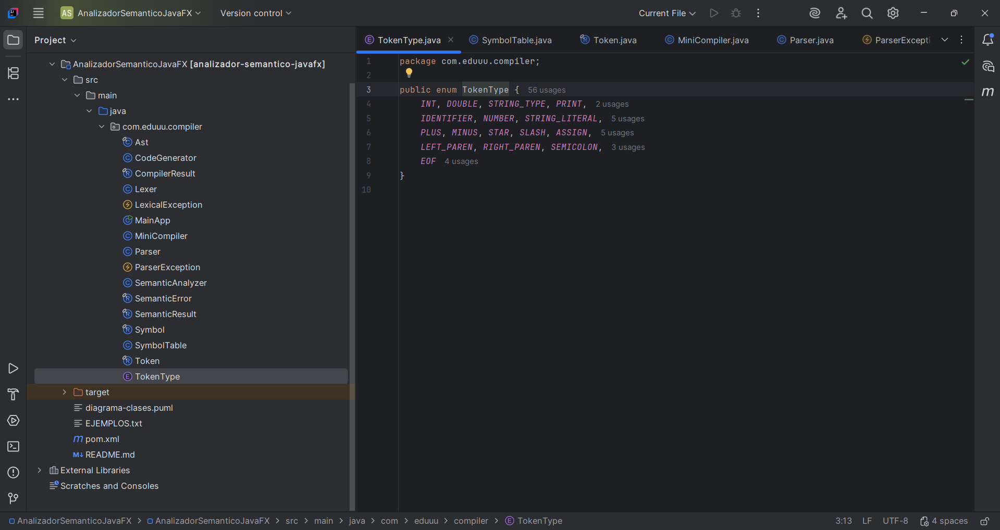 AS AnalizadorSemanticoJavaFX Version control Current File
Project
TokenType.java SymbolTable.java Token.java MiniCompiler.java Parser.java ParserExcepti
AnalizadorSemanticoJavaFX [analizador-semantico-javafx]
src
main
java
com.eduuu.compiler
Ast
CodeGenerator
CompilerResult
Lexer
LexicalException
MainApp
MiniCompiler
Parser
ParserException
SemanticAnalyzer
SemanticError
SemanticResult
Symbol
SymbolTable
Token
TokenType
target
diagrama-clases.puml
EJEMPLOS.txt
m pom.xml
M↓ README.md
External Libraries
Scratches and Consoles
1 package com.eduuu.compiler;
2
3 public enum TokenType { 56 usages
4 INT, DOUBLE, STRING_TYPE, PRINT, 2 usages
5 IDENTIFIER, NUMBER, STRING_LITERAL, 5 usages
6 PLUS, MINUS, STAR, SLASH, ASSIGN, 5 usages
7 LEFT_PAREN, RIGHT_PAREN, SEMICOLON, 3 usages
8 EOF 4 usages
9 }
10
m
AnalizadorSemanticoJavaFX > AnalizadorSemanticoJavaFX > src > main > java > com > eduuu > compiler > TokenType 3:13 LF UTF-8 4 spaces